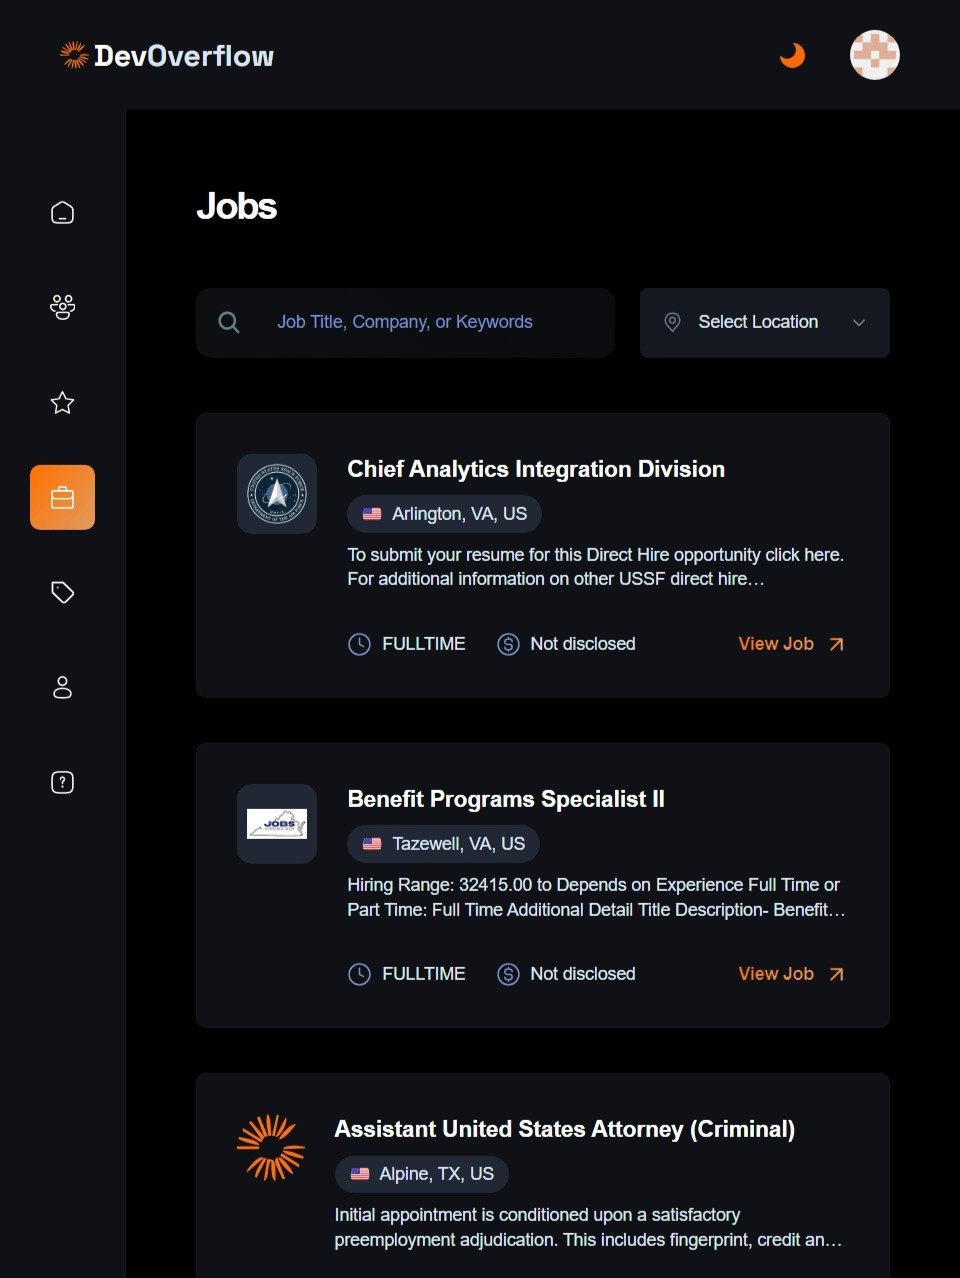 DevOverflow
Jobs
Job Title, Company, or Keywords
Select Location
Chief Analytics Integration Division
Arlington, VA, US
To submit your resume for this Direct Hire opportunity click here.
For additional information on other USSF direct hire…
FULLTIME
Not disclosed
View Job
JOBS
Benefit Programs Specialist II
Tazewell, VA, US
Hiring Range: 32415.00 to Depends on Experience Full Time or
Part Time: Full Time Additional Detail Title Description- Benefit…
FULLTIME
Not disclosed
View Job
Assistant United States Attorney (Criminal)
Alpine, TX, US
Initial appointment is conditioned upon a satisfactory
preemployment adjudication. This includes fingerprint, credit an…